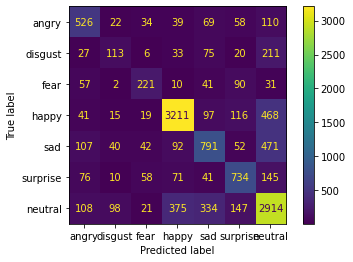 angry 526 22 34 39 69 58 110
disgust 27 113 6 33 75 20 211
fear 57 2 221 10 41 90 31
happy 41 15 19 3211 97 116 468
sad 107 40 42 92 791 52 471
surprise 76 10 58 71 41 734 145
neutral 108 98 21 375 334 147 2914
angry disgust fear happy sad surprise neutral
Predicted label
True label
3000
2500
2000
1500
1000
500